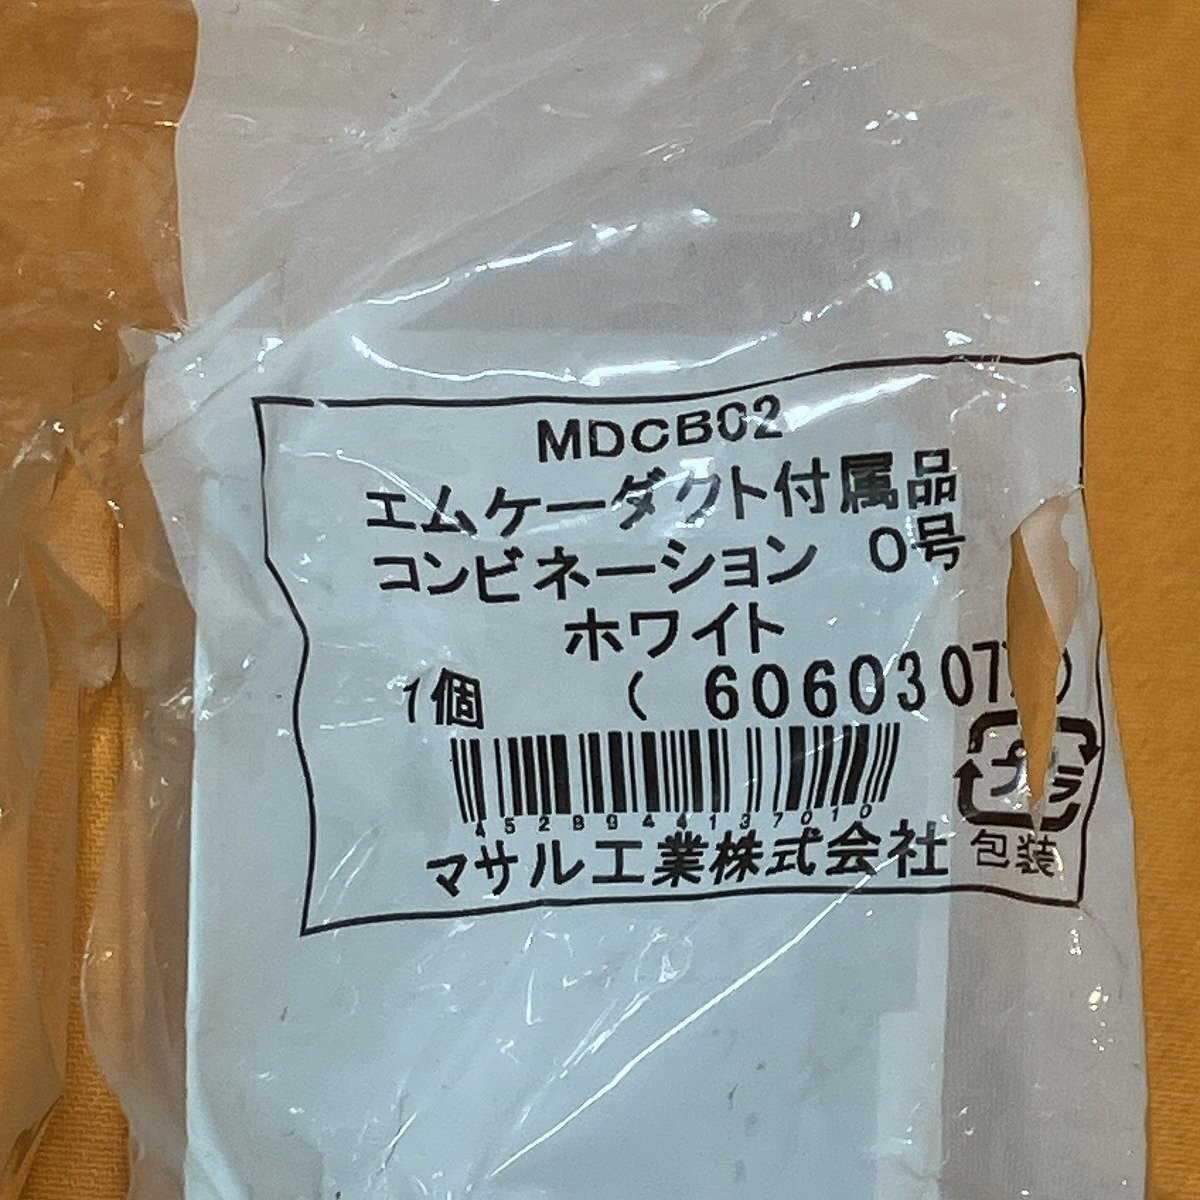 MDCB02
エムケーダクト付属品
コンビネーション 0号
ホワイト
1個 ( 6060307 )
プラ
マサル工業株式会社
包装